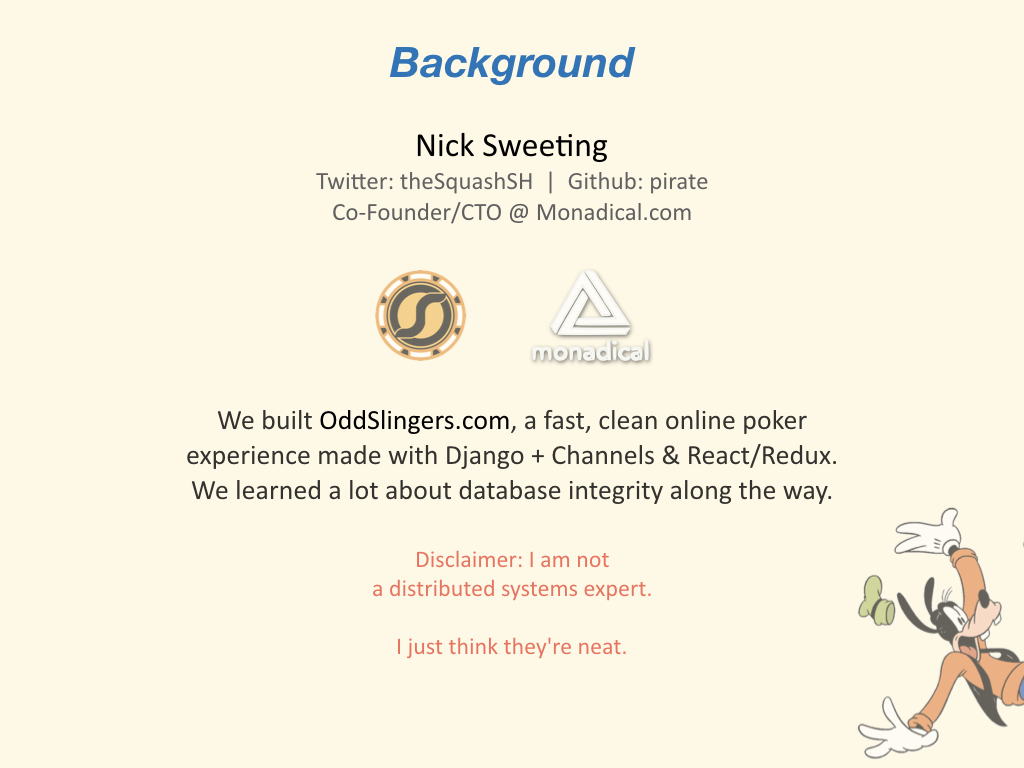 Background
Nick Sweeting
Twitter: theSquashSH | Github: pirate
Co-Founder/CTO @ Monadical.com
monadical
We built OddSlingers.com, a fast, clean online poker
experience made with Django + Channels & React/Redux.
We learned a lot about database integrity along the way.
Disclaimer: I am not
a distributed systems expert.
I just think they're neat.